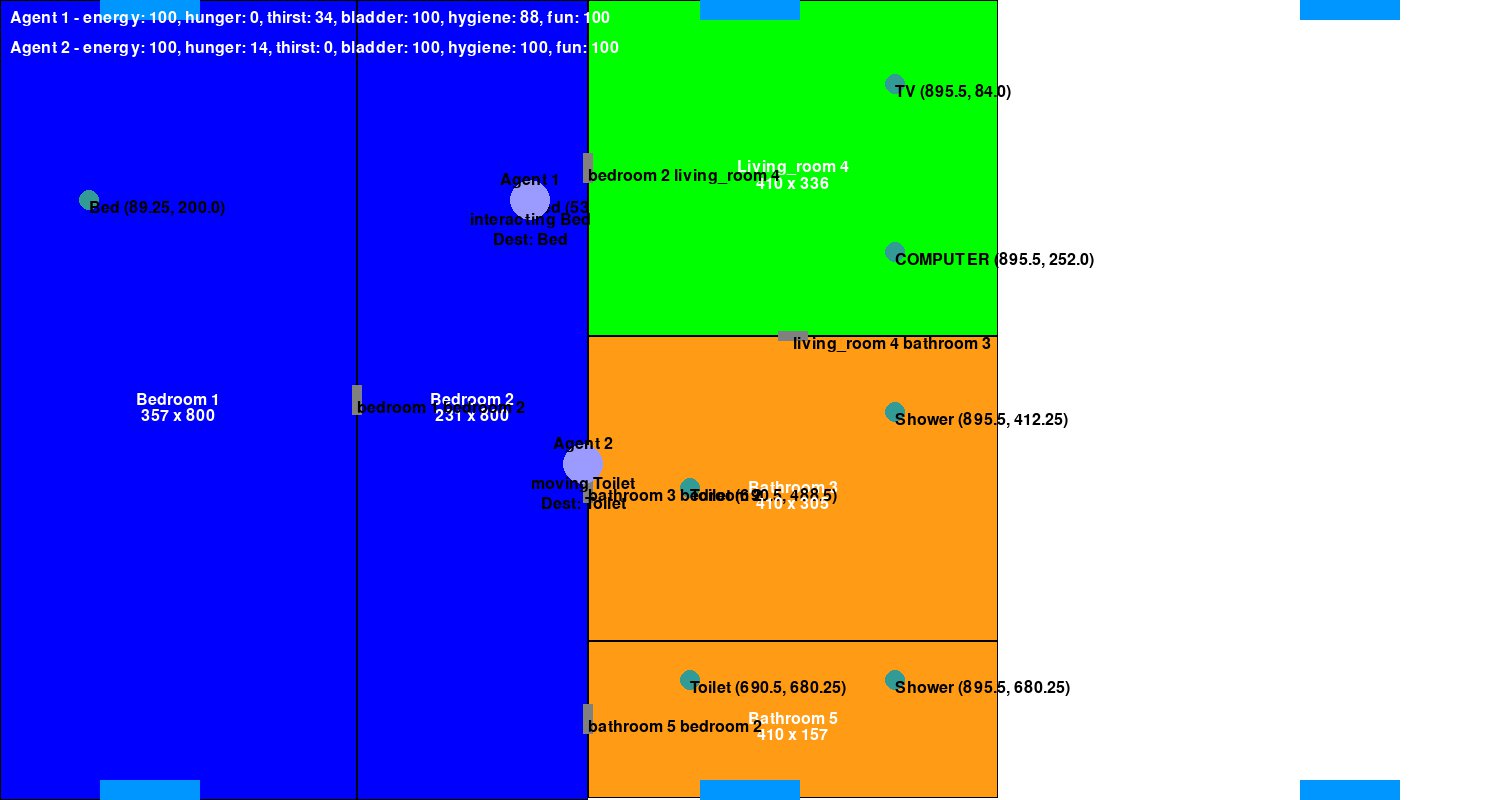 Agent 1 - energy: 100, hunger: 0, thirst: 34, bladder: 100, hygiene: 88, fun: 100
Agent 2 - energy: 100, hunger: 14, thirst: 0, bladder: 100, hygiene: 100, fun: 100
TV (895.5, 84.0)
Living_room 4
410 x 336
bedroom 2 living_room 4
Agent 1
Bed (89.25, 200.0)
(53
interacting Bed
Dest: Bed
COMPUTER (895.5, 252.0)
living_room 4 bathroom 3
Bedroom 1
357 x 800
Bedroom 2
231 x 800
bedroom 1 bedroom 2
Shower (895.5, 412.25)
Agent 2
moving Toilet
Dest: Toilet
bathroom 3 bedroom 2
Toilet (690.5, 488.5)
Bathroom 3
410 x 305
Toilet (690.5, 680.25)
Shower (895.5, 680.25)
Bathroom 5
410 x 157
bathroom 5 bedroom 2